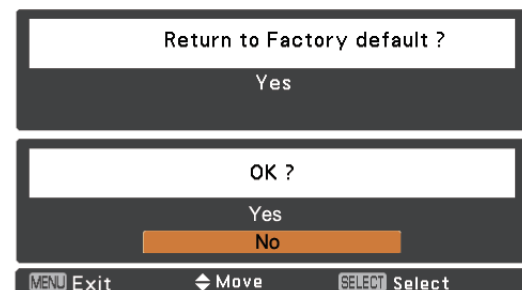 Return to Factory default ?
Yes
OK ?
Yes
No
MENU Exit Move SELECT Select